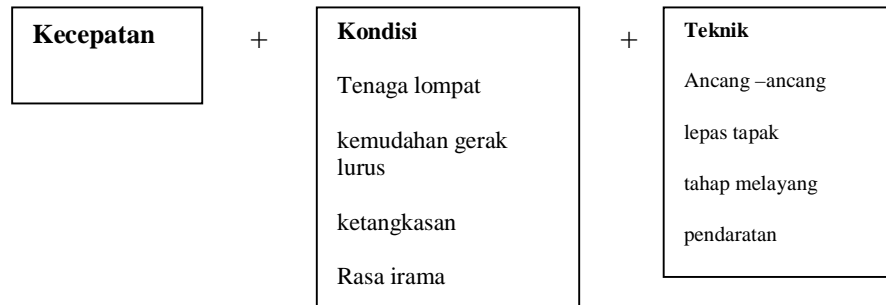 Kecepatan
+
Kondisi
Tenaga lompat
kemudahan gerak
lurus
ketangkasan
Rasa irama
+
Teknik
Ancang –ancang
lepas tapak
tahap melayang
pendaratan